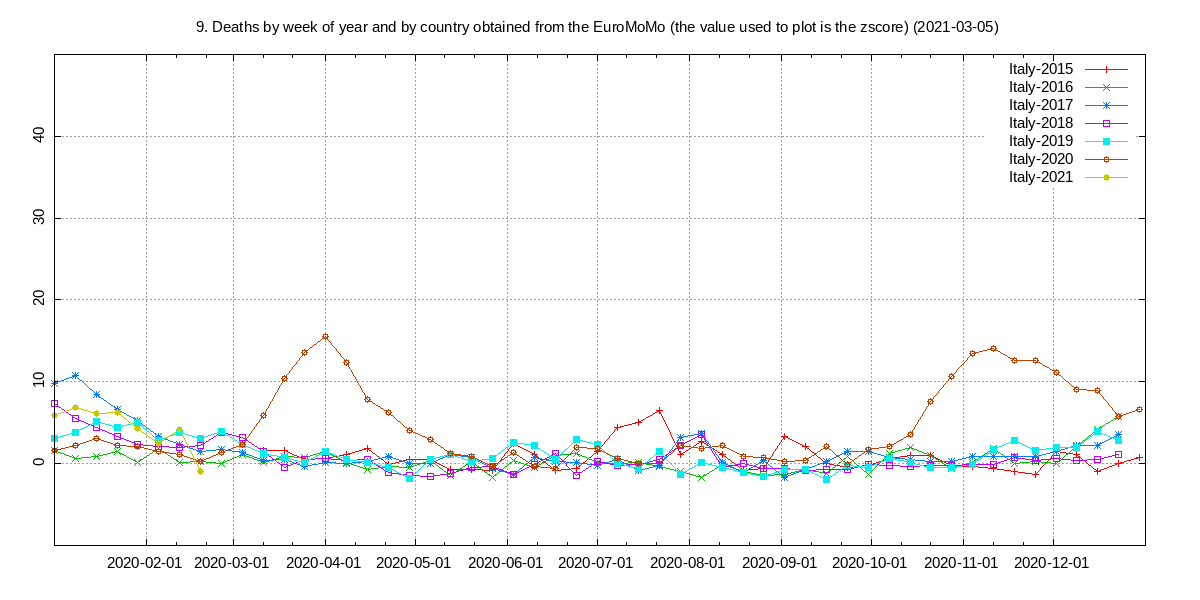 9. Deaths by week of year and by country obtained from the EuroMoMo (the value used to plot is the zscore) (2021-03-05)
Italy-2015
Italy-2016
Italy-2017
Italy-2018
Italy-2019
Italy-2020
Italy-2021
40
30
20
10
0
2020-02-01 2020-03-01 2020-04-01 2020-05-01 2020-06-01 2020-07-01 2020-08-01 2020-09-01 2020-10-01 2020-11-01 2020-12-01